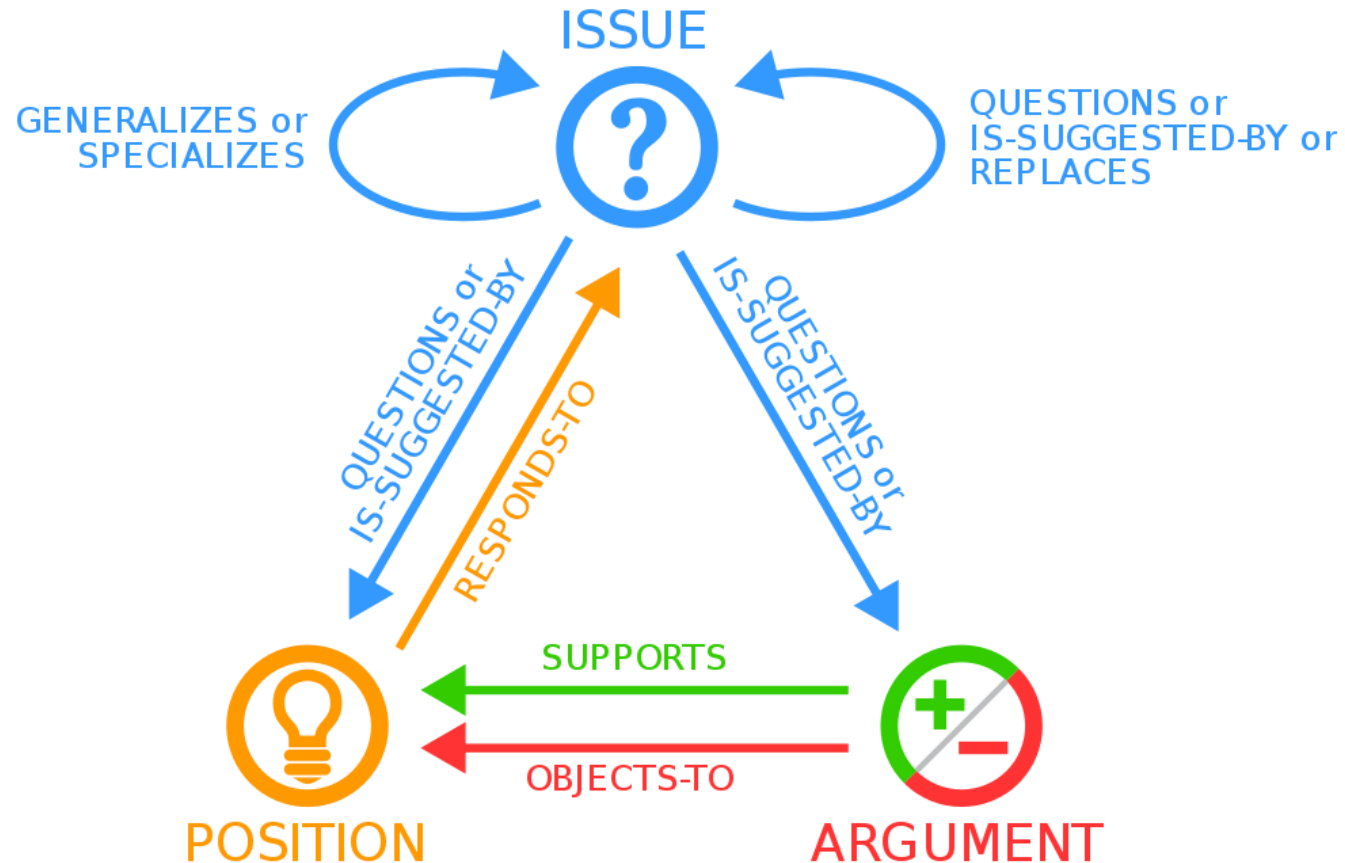 ISSUE
GENERALIZES or
SPECIALIZES
QUESTIONS or
IS-SUGGESTED-BY or
REPLACES
QUESTIONS or
IS-SUGGESTED-BY
RESPONDS-TO
QUESTIONS or
IS-SUGGESTED-BY
SUPPORTS
OBJECTS-TO
POSITION
ARGUMENT